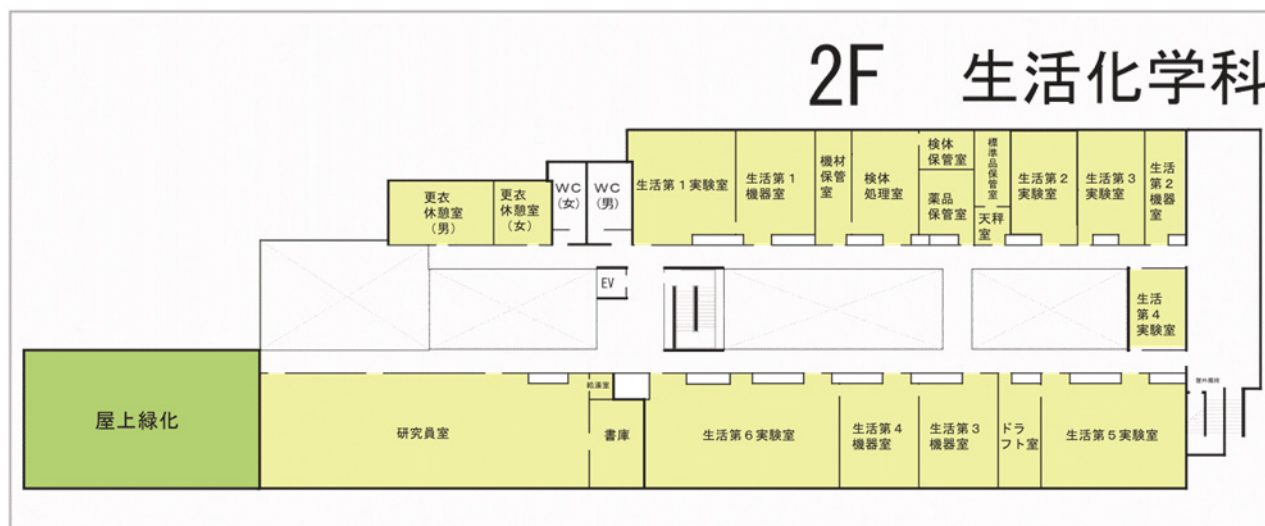 2F 生活化学科
生活第1実験室
生活第1
機器室
機材
保管
室
検体
処理室
検体
保管室
薬品
保管室
標準品保管室
天秤
室
生活第2
実験室
生活第3
実験室
生活
第2
機器
室
更衣
休憩室
(男)
更衣
休憩室
(女)
WC
(女)
WC
(男)
EV
生活
第4
実験室
屋上緑化
研究員室
給湯室
書庫
生活第6実験室
生活第4
機器室
生活第3
機器室
ドラ
フト室
生活第5実験室